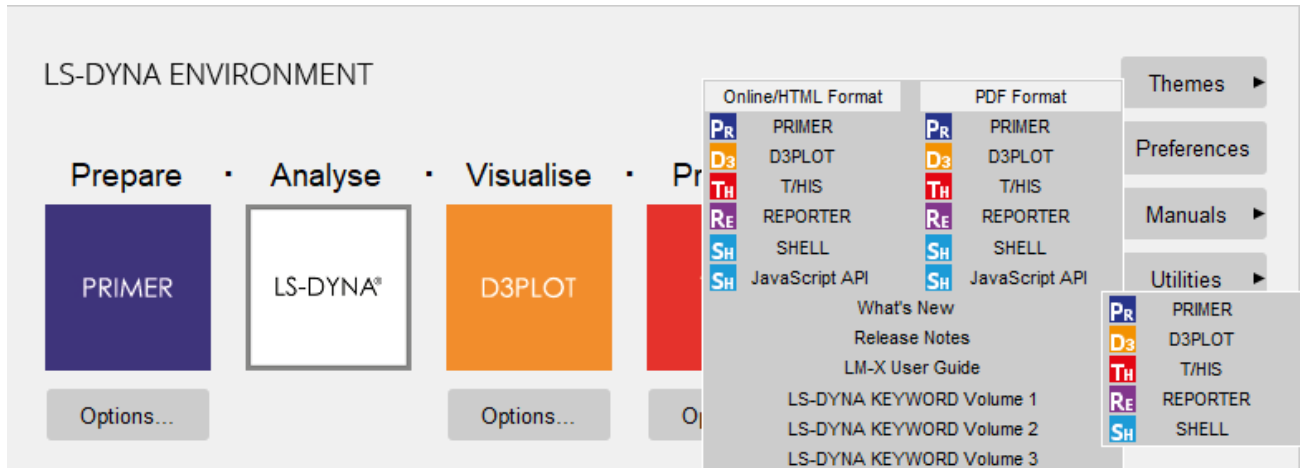 LS-DYNA ENVIRONMENT
Themes
Online/HTML Format PDF Format
PR PRIMER PR PRIMER
Preferences
D3 D3PLOT D3 D3PLOT
Prepare · Analyse · Visualise · Pr
TH T/HIS TH T/HIS
RE REPORTER RE REPORTER
Manuals
SH SHELL SH SHELL
SH JavaScript API SH JavaScript API
Utilities
PRIMER LS-DYNA® D3PLOT
What's New
Release Notes
LM-X User Guide
LS-DYNA KEYWORD Volume 1
LS-DYNA KEYWORD Volume 2
LS-DYNA KEYWORD Volume 3
PR PRIMER
D3 D3PLOT
TH T/HIS
RE REPORTER
SH SHELL
Options... Options... Op